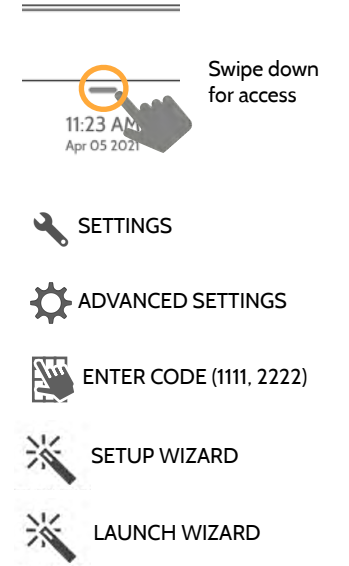 Swipe down
for access
11:23 AM
Apr 05 2021
SETTINGS
ADVANCED SETTINGS
ENTER CODE (1111, 2222)
SETUP WIZARD
LAUNCH WIZARD